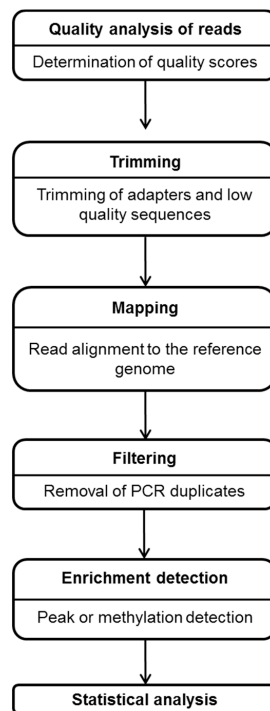 Quality analysis of reads
Determination of quality scores
Trimming
Trimming of adapters and low
quality sequences
Mapping
Read alignment to the reference
genome
Filtering
Removal of PCR duplicates
Enrichment detection
Peak or methylation detection
Statistical analysis